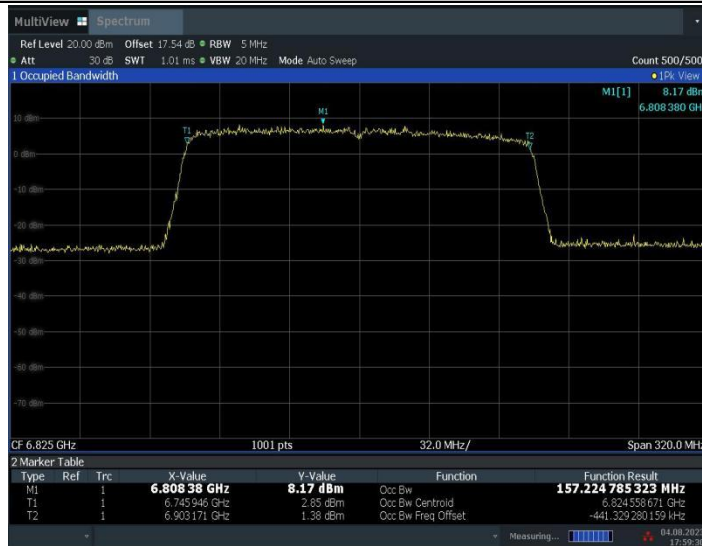 MultiView Spectrum
Ref Level 20.00 dBm Offset 17.54 dB RBW 5 MHz
Att 30 dB SWT 1.01 ms VBW 20 MHz Mode Auto Sweep Count 500/500
1 Occupied Bandwidth 1Pk View
M1[1] 8.17 dBm
6.808 380 GHz
10 dBm
M1
T1
T2
0 dBm
-10 dBm
-20 dBm
-30 dBm
-40 dBm
-50 dBm
-60 dBm
-70 dBm
CF 6.825 GHz 1001 pts 32.0 MHz/ Span 320.0 MHz
2 Marker Table
Type Ref Trc X-Value Y-Value Function Function Result
M1 1 6.808 38 GHz 8.17 dBm Occ Bw 157.224 785 323 MHz
T1 1 6.745 946 GHz 2.85 dBm Occ Bw Centroid 6.824 558 671 GHz
T2 1 6.903 171 GHz 1.38 dBm Occ Bw Freq Offset -441.329 280 159 kHz
Measuring... 04.08.2023
17:59:30